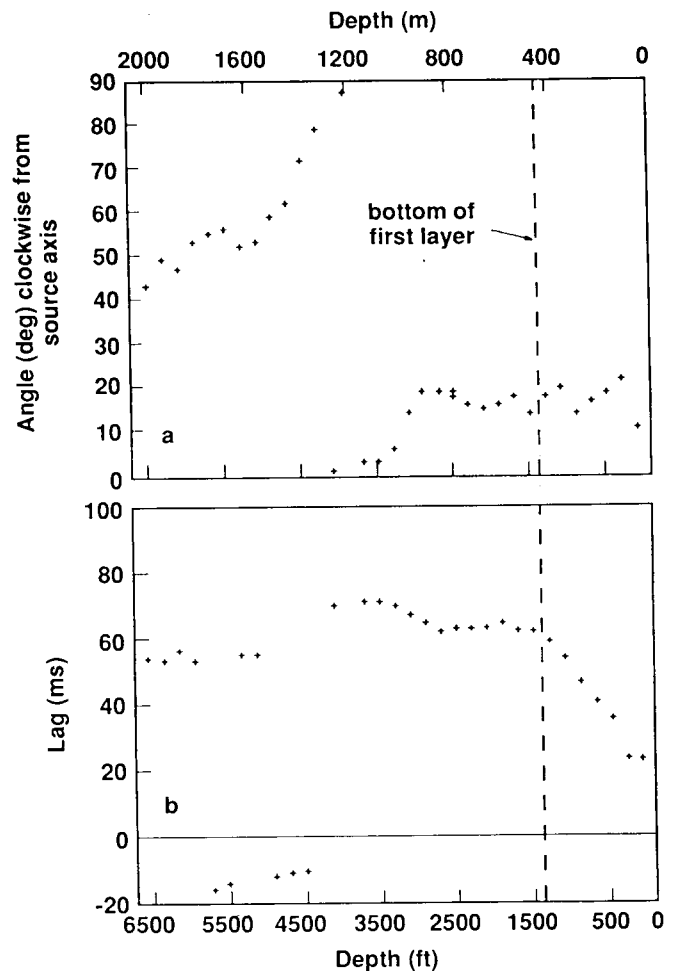 Depth (m)
2000 1600 1200 800 400 0
90
80
70
60
50
40
30
20
10
0
Angle (deg) clockwise from
source axis
bottom of
first layer
a
100
80
60
40
20
0
-20
Lag (ms)
b
6500 5500 4500 3500 2500 1500 500 0
Depth (ft)